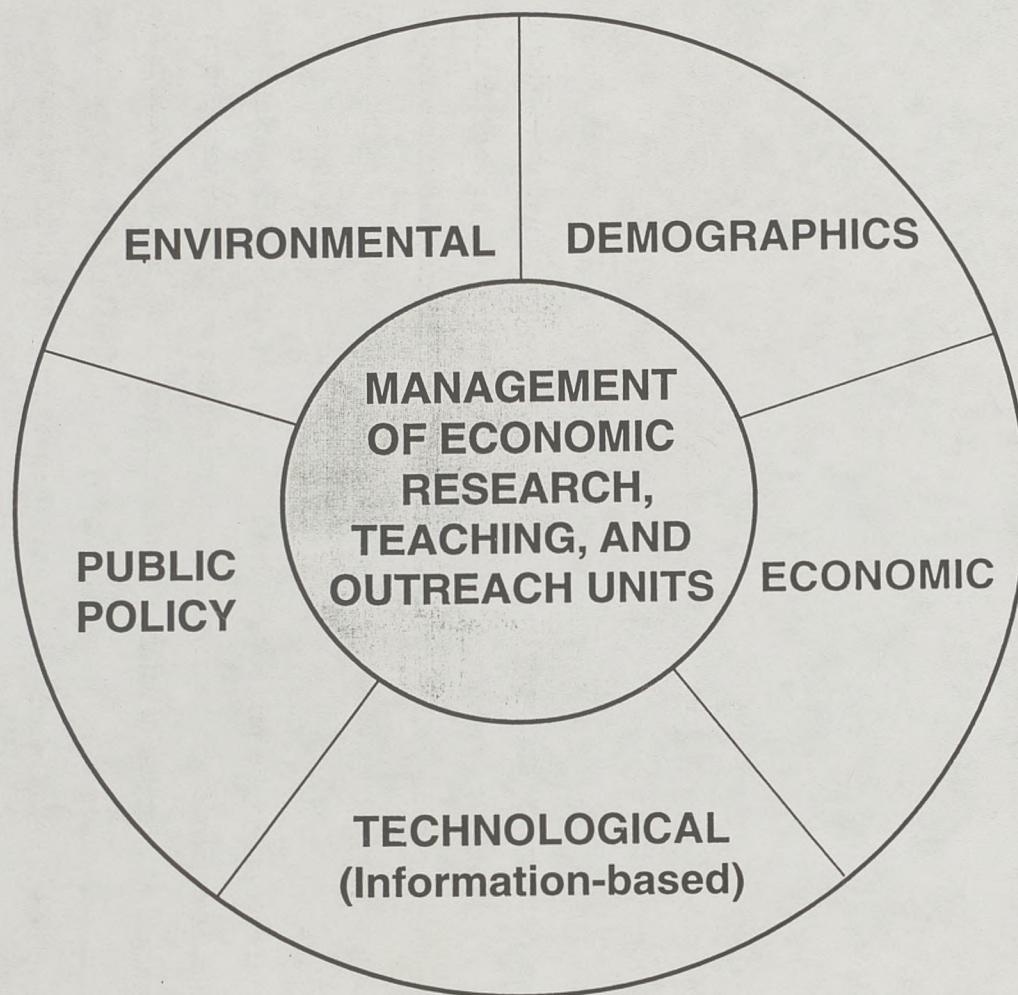 ENVIRONMENTAL
DEMOGRAPHICS
MANAGEMENT
OF ECONOMIC
RESEARCH,
TEACHING, AND
OUTREACH UNITS
PUBLIC
POLICY
ECONOMIC
TECHNOLOGICAL
(Information-based)